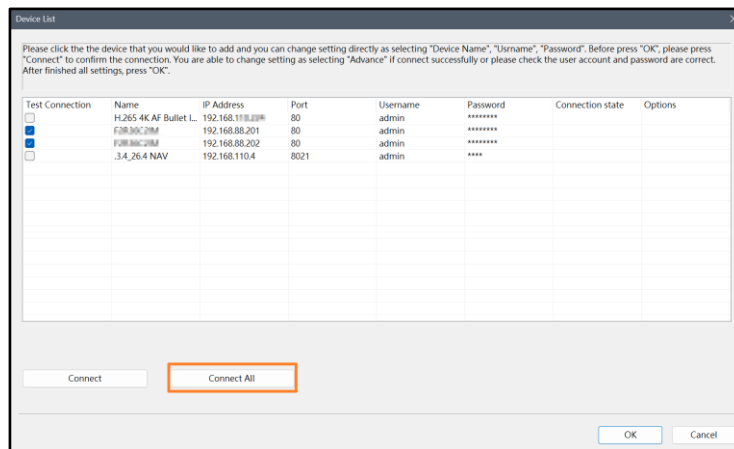 Device List
Please click the the device that you would like to add and you can change setting directly as selecting "Device Name", "Usrname", "Password". Before press "OK", please press
"Connect" to confirm the connection. You are able to change setting as selecting "Advance" if connect successfully or please check the user account and password are correct.
After finished all settings, press "OK".
Test Connection Name IP Address Port Username Password Connection state Options
H.265 4K AF Bullet I... 192.168.1 80 admin ********
192.168.88.201 80 admin ********
192.168.88.202 80 admin ********
.3.4_26.4 NAV 192.168.110.4 8021 admin ****
Connect Connect All
OK Cancel